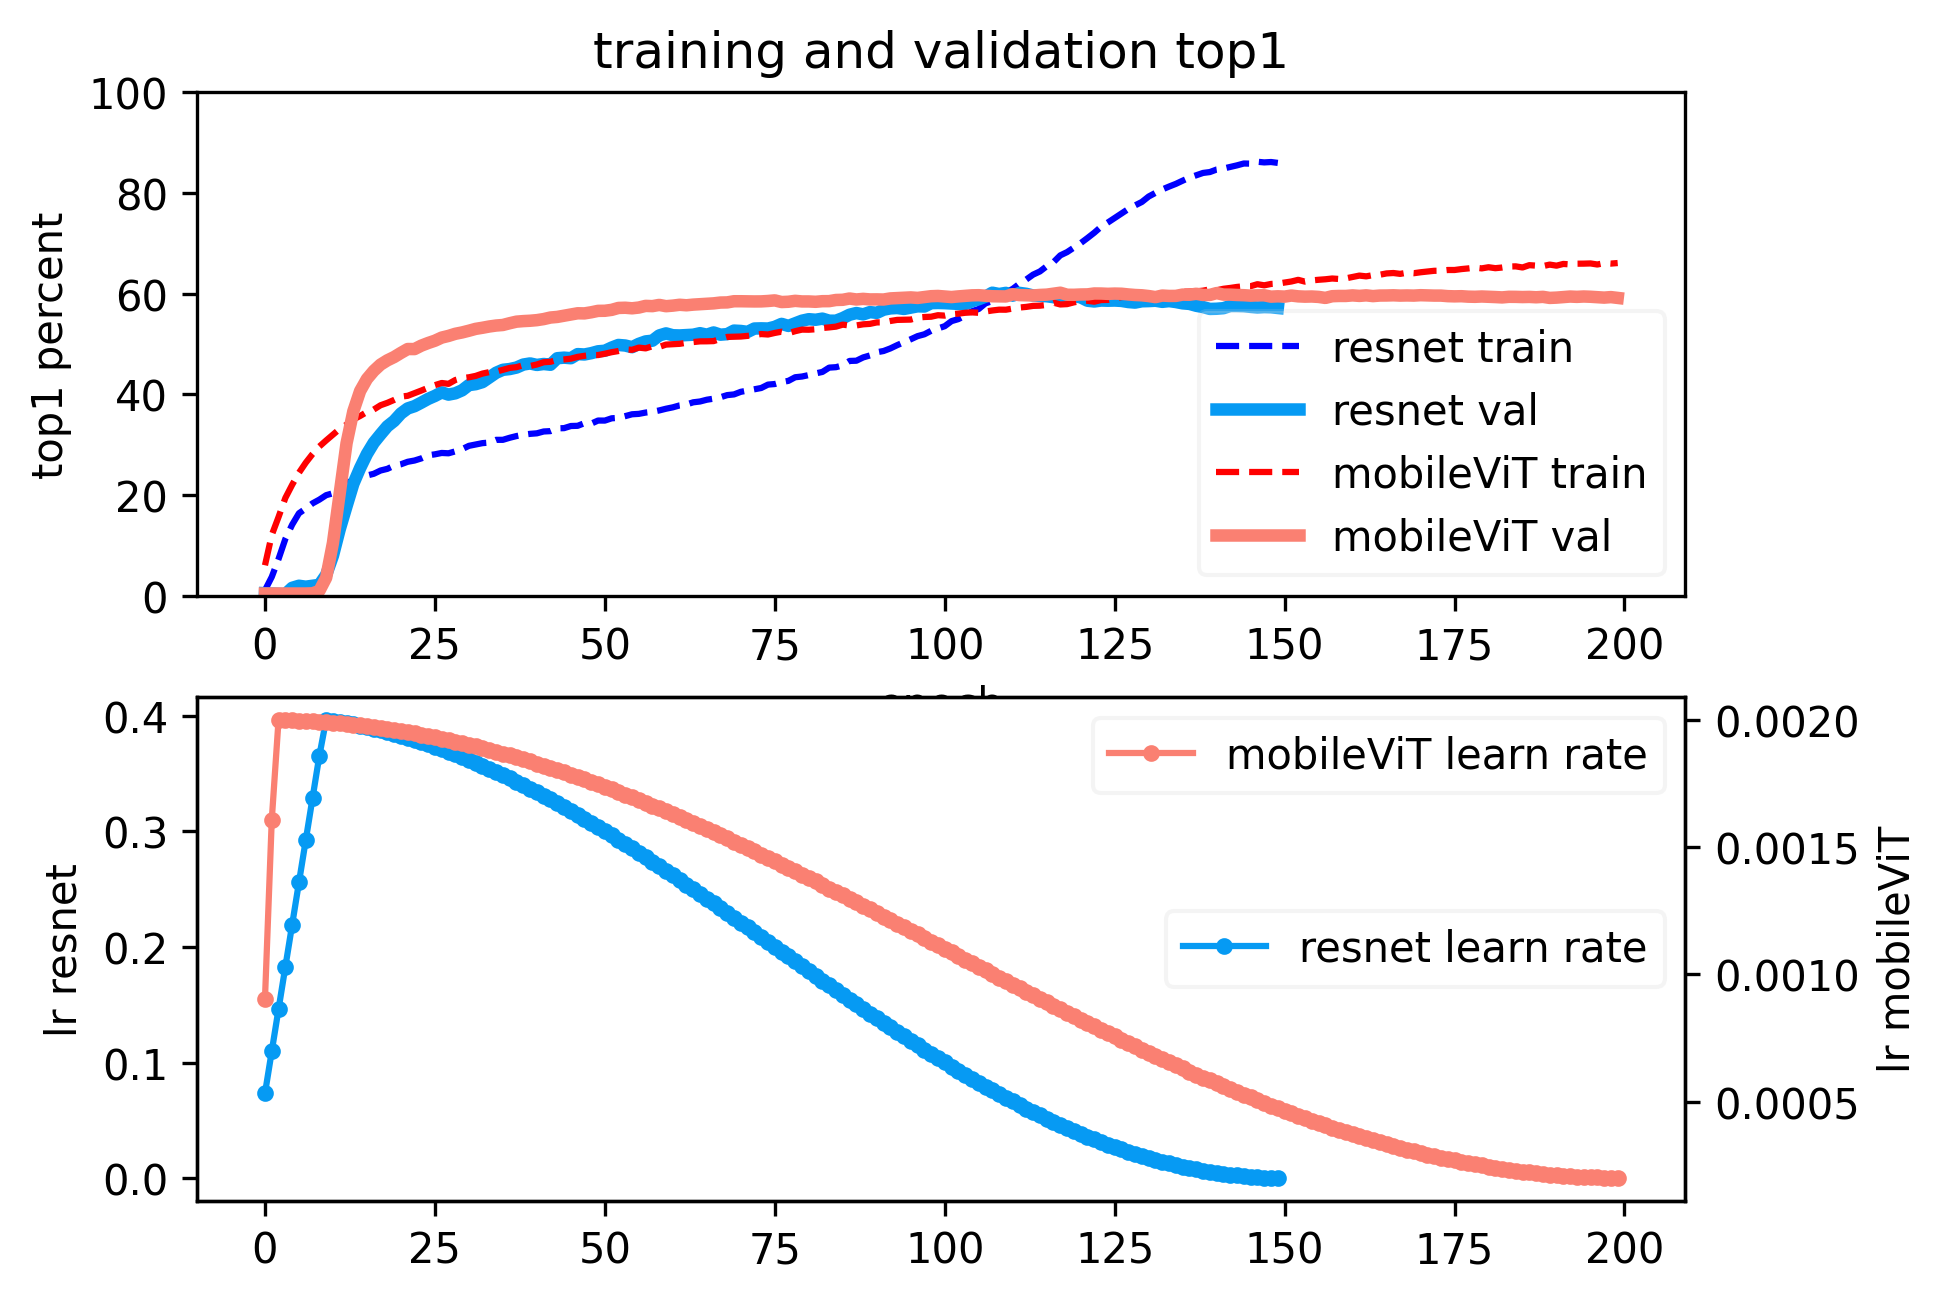 training and validation top1
top1 percent
100
80
60
40
20
0
resnet train
resnet val
mobileViT train
mobileViT val
0 25 50 75 100 125 150 175 200
lr resnet
0.4
0.3
0.2
0.1
0.0
mobileViT learn rate
resnet learn rate
0.0020
0.0015
0.0010
0.0005
lr mobileViT
0 25 50 75 100 125 150 175 200